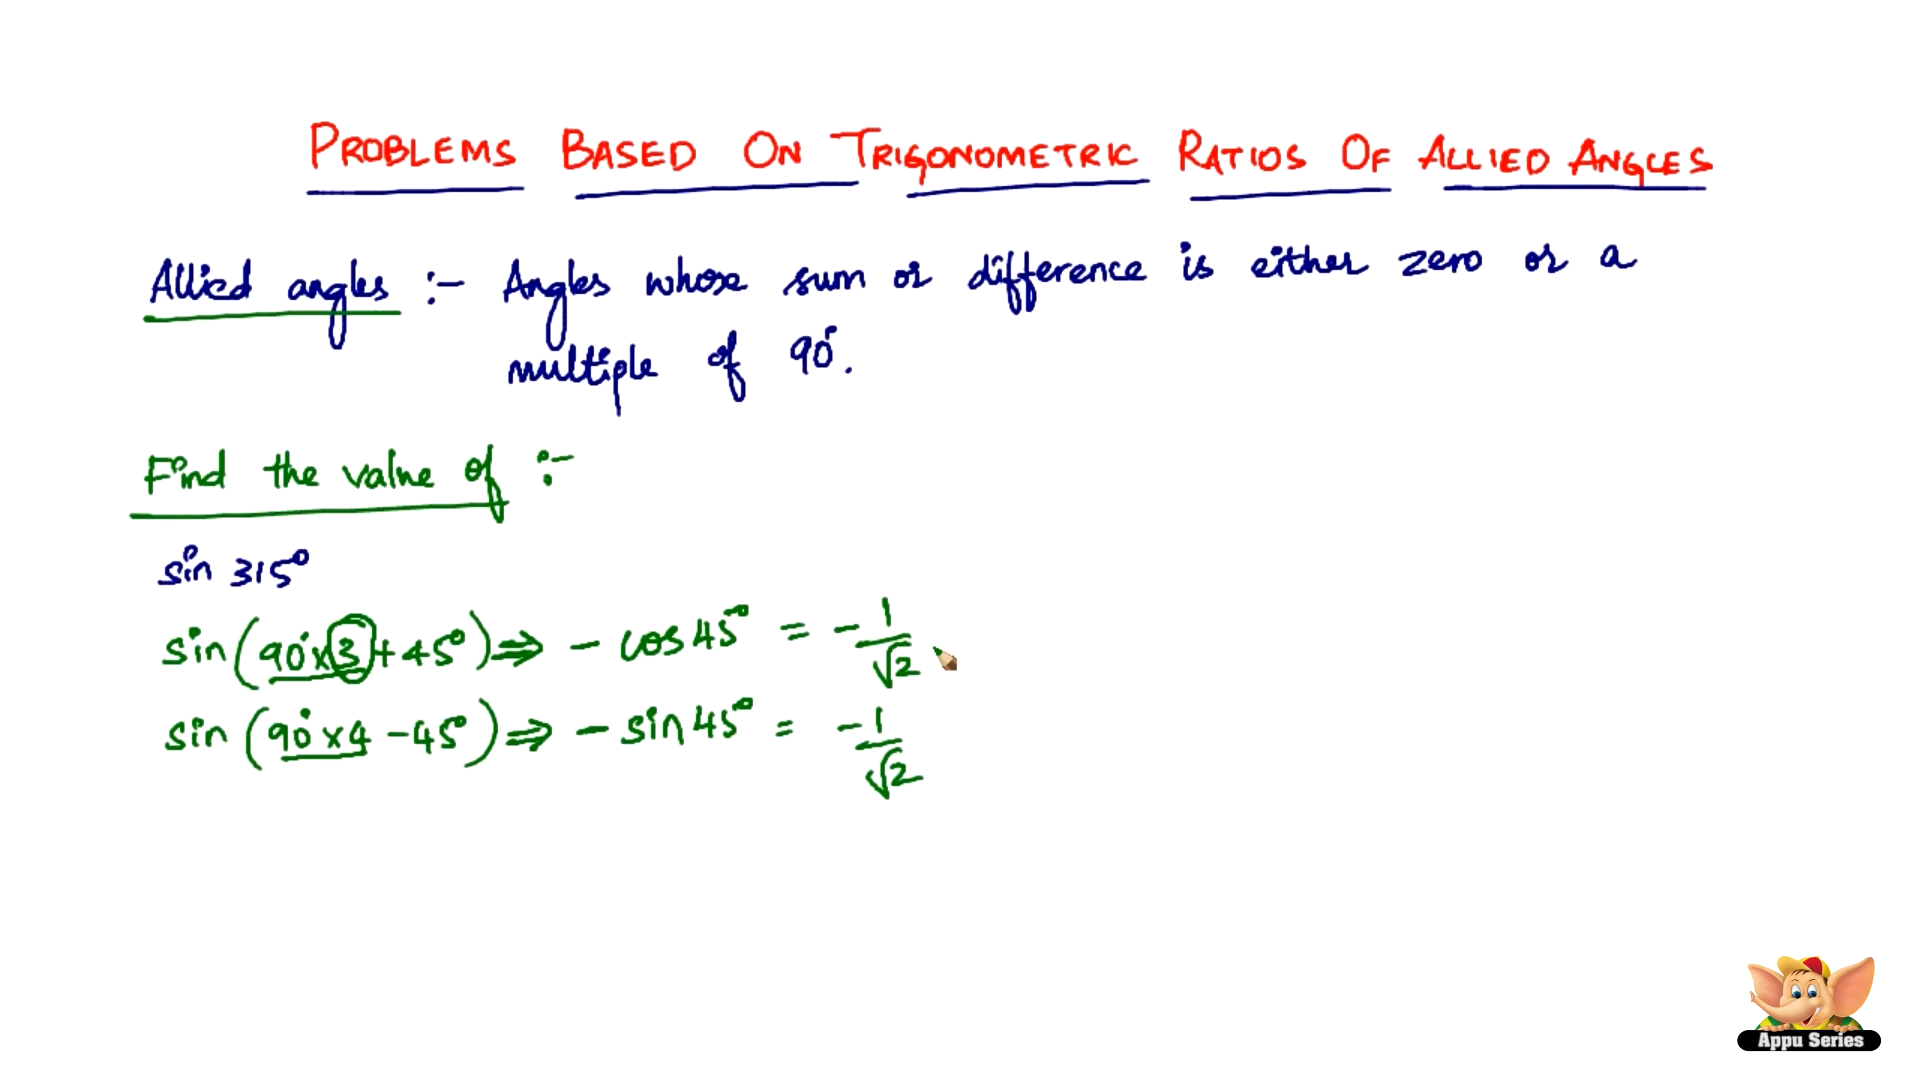 PROBLEMS BASED ON TRIGONOMETRIC RATIOS OF ALLIED ANGLES
Allied angles :- Angles whose sum or difference is either zero or a
multiple of 90°.
Find the value of :-
sin 315°
sin(90°×3+45°)⇒ - cos45° = -1/√2
sin(90°×4-45°)⇒ - sin45° = -1/√2
Appu Series